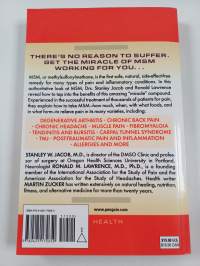 THERE'S NO REASON TO SUFFER.
GET THE MIRACLE OF MSM
WORKING FOR YOU...
MSM, or methylsulfonylmethane, is the first-safe, natural, side-effect-free
remedy for many types of pain and inflammatory conditions. In this
authoritative look at MSM, Drs. Stanley Jacob and Ronald Lawrence
reveal how to tap into the benefits of this amazing "miracle" compound.
Experienced in the successful treatment of thousands of patients for pain,
they explain how to take MSM—how much, when, with what foods, and in
what form—to relieve pain in its many varieties, including:
DEGENERATIVE ARTHRITIS • CHRONIC BACK PAIN
• CHRONIC HEADACHE • MUSCLE PAIN • FIBROMYALGIA
• TENDINITIS AND BURSITIS • CARPAL TUNNEL SYNDROME
• TMJ • POSTTRAUMATIC PAIN AND INFLAMMATION
• ALLERGIES AND MORE
STANLEY W. JACOB, M.D., director of the DMSO Clinic and professor
of surgery at Oregon Health Sciences University in Portland.
Neurologist RONALD M. LAWRENCE, M.D., Ph.D., is a founding
member of the International Association for the Study of Pain and the
American Association for the Study of Headaches. Health writer
MARTIN ZUCKER has written extensively on natural healing, nutrition,
fitness, and alternative medicine for more than twenty years.
www.penguin.com
HEALTH